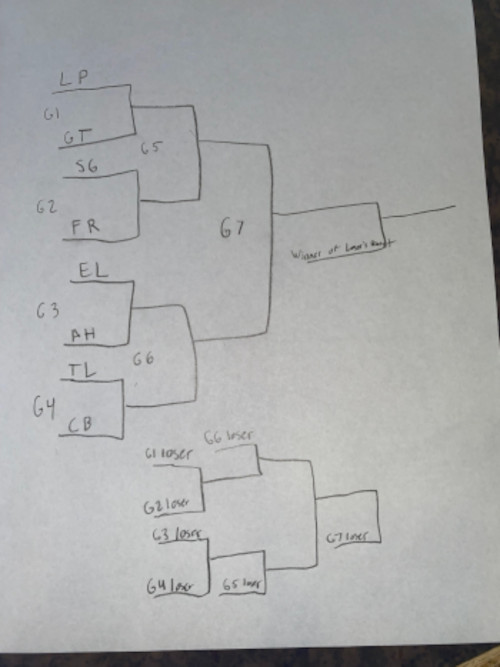 LP
G1
GT
G5
SG
G2
FR
G7
Winner of Loser's
EL
G3
AH
G6
TL
G4
CB
G6 loser
G1 loser
G2 loser
G3 loser
G7 loser
G4 loser
G5 loser